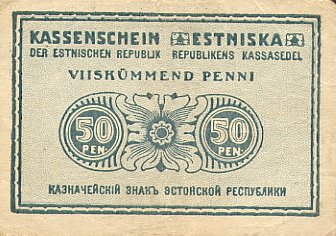 KASSENSCHEIN ESTNISKA
DER ESTNISCHEN REPUBLIK REPUBLIKENS KASSASEDEL
VIISKÜMMEND PENNI
50 50
PEN. PEN.
КАЗНАЧЕЙСКІЙ ЗНАКЪ ЭСТОНСКОЙ РЕСПУБЛИКИ